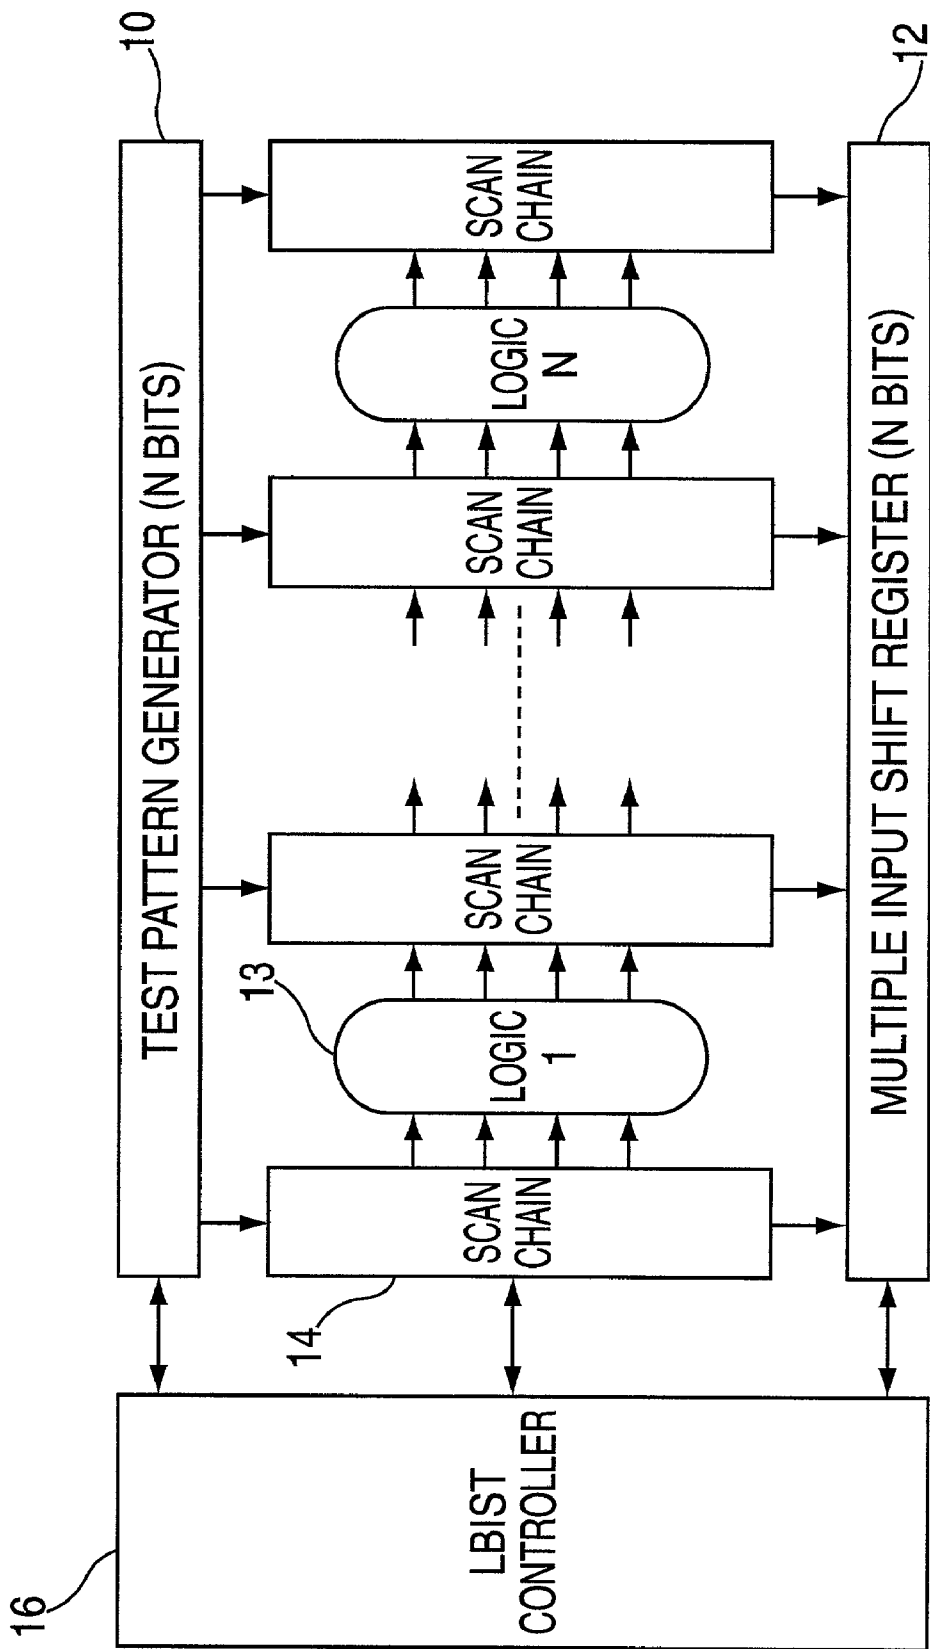 10
TEST PATTERN GENERATOR (N BITS)
16
LBIST
CONTROLLER
14
SCAN
CHAIN
13
LOGIC
1
SCAN
CHAIN
SCAN
CHAIN
LOGIC
N
SCAN
CHAIN
12
MULTIPLE INPUT SHIFT REGISTER (N BITS)